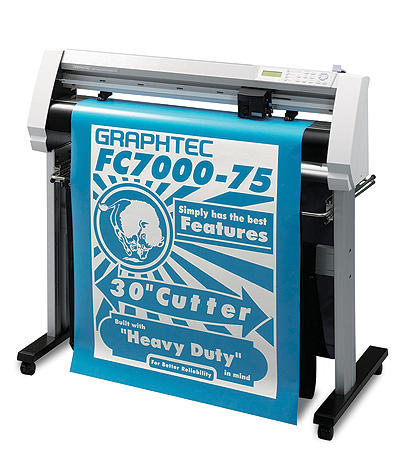 GRAPHTEC
FC7000-75
Simply has the best
Features
30" Cutter
Built with
"Heavy Duty"
For Better Reliability
in mind